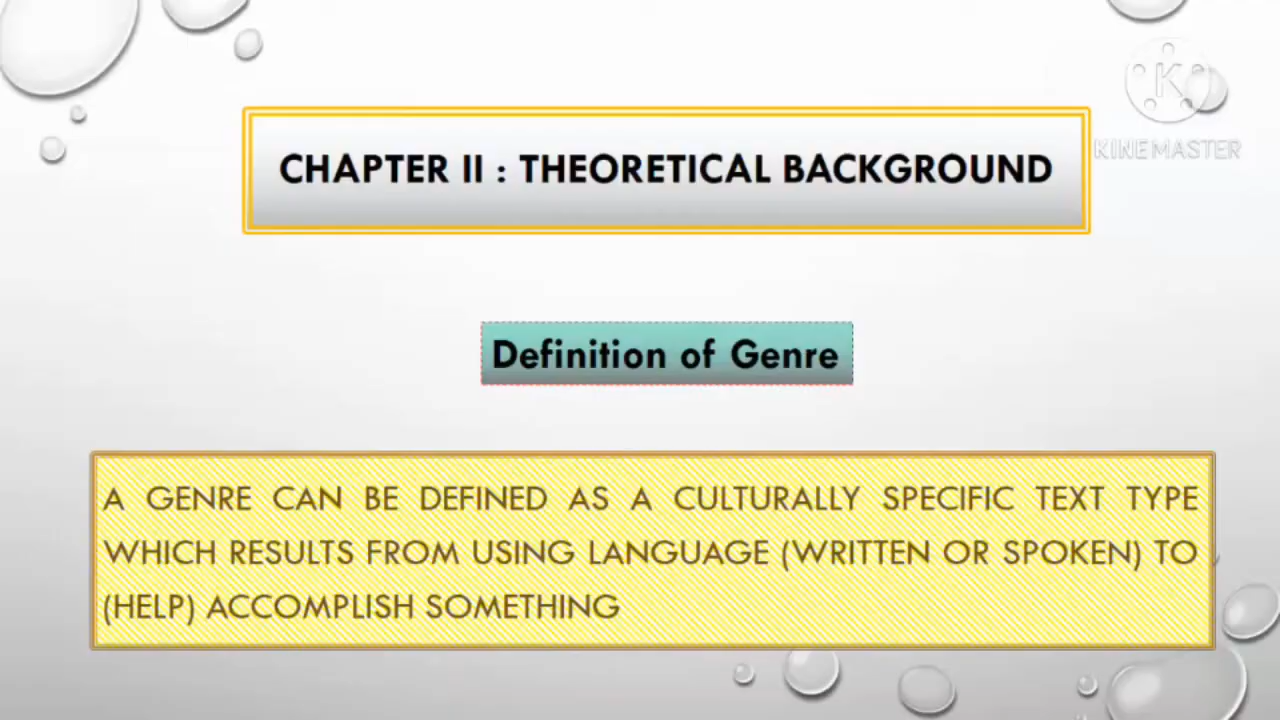 K
KINEMASTER
CHAPTER II : THEORETICAL BACKGROUND
Definition of Genre
A GENRE CAN BE DEFINED AS A CULTURALLY SPECIFIC TEXT TYPE
WHICH RESULTS FROM USING LANGUAGE (WRITTEN OR SPOKEN) TO
(HELP) ACCOMPLISH SOMETHING